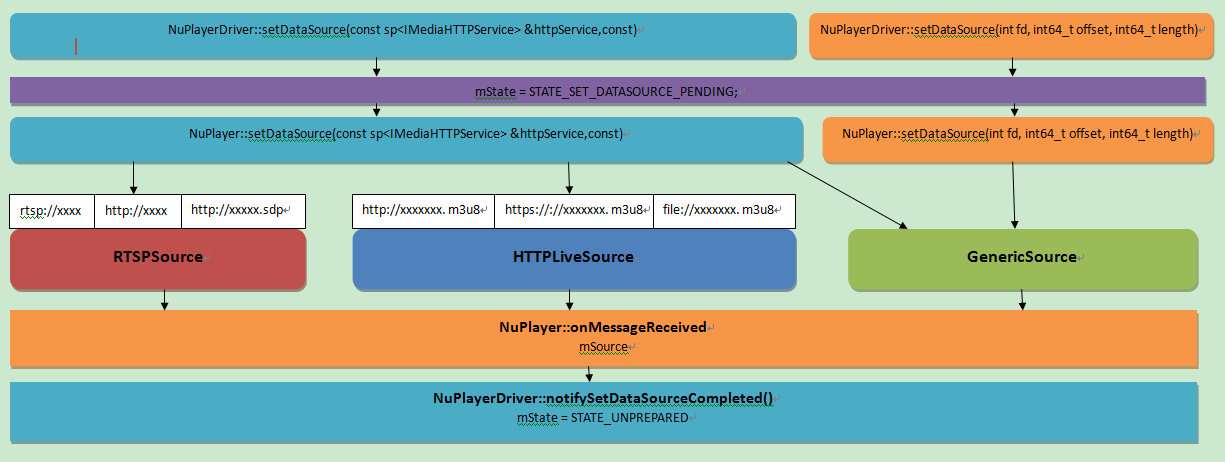 NuPlayerDriver::setDataSource(const sp<IMediaHTTPService> &httpService,const)
NuPlayerDriver::setDataSource(int fd, int64_t offset, int64_t length)
mState = STATE_SET_DATASOURCE_PENDING;
NuPlayer::setDataSource(const sp<IMediaHTTPService> &httpService,const)
NuPlayer::setDataSource(int fd, int64_t offset, int64_t length)
rtsp://xxxx
http://xxxx
http://xxxxx.sdp
http://xxxxxxx. m3u8
https://://xxxxxxx. m3u8
file://xxxxxxx. m3u8
RTSPSource
HTTPLiveSource
GenericSource
NuPlayer::onMessageReceived
mSource
NuPlayerDriver::notifySetDataSourceCompleted()
mState = STATE_UNPREPARED